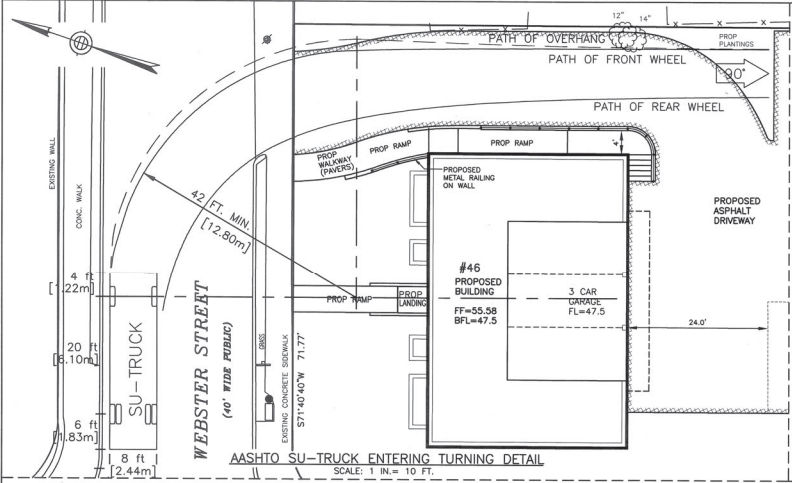 12"
14"
PATH OF OVERHANG
PROP
PLANTINGS
PATH OF FRONT WHEEL
90°
PATH OF REAR WHEEL
EXISTING WALL
CONC. WALK
PROP
WALKWAY
(PAVERS)
PROP RAMP
PROP RAMP
4'
PROPOSED
METAL RAILING
ON WALL
42 FT. MIN.
[12.80m]
PROPOSED
ASPHALT
DRIVEWAY
#46
PROPOSED
BUILDING
FF=55.58
BFL=47.5
3 CAR
GARAGE
FL=47.5
24.0'
PROP RAMP
PROP
LANDING
4 ft
[1.22m]
20 ft
[6.10m]
6 ft
[1.83m]
8 ft
[2.44m]
SU-TRUCK
WEBSTER STREET
(40' WIDE PUBLIC)
GRASS
EXISTING CONCRETE SIDEWALK
S71°40'40"W 71.77'
AASHTO SU-TRUCK ENTERING TURNING DETAIL
SCALE: 1 IN.= 10 FT.